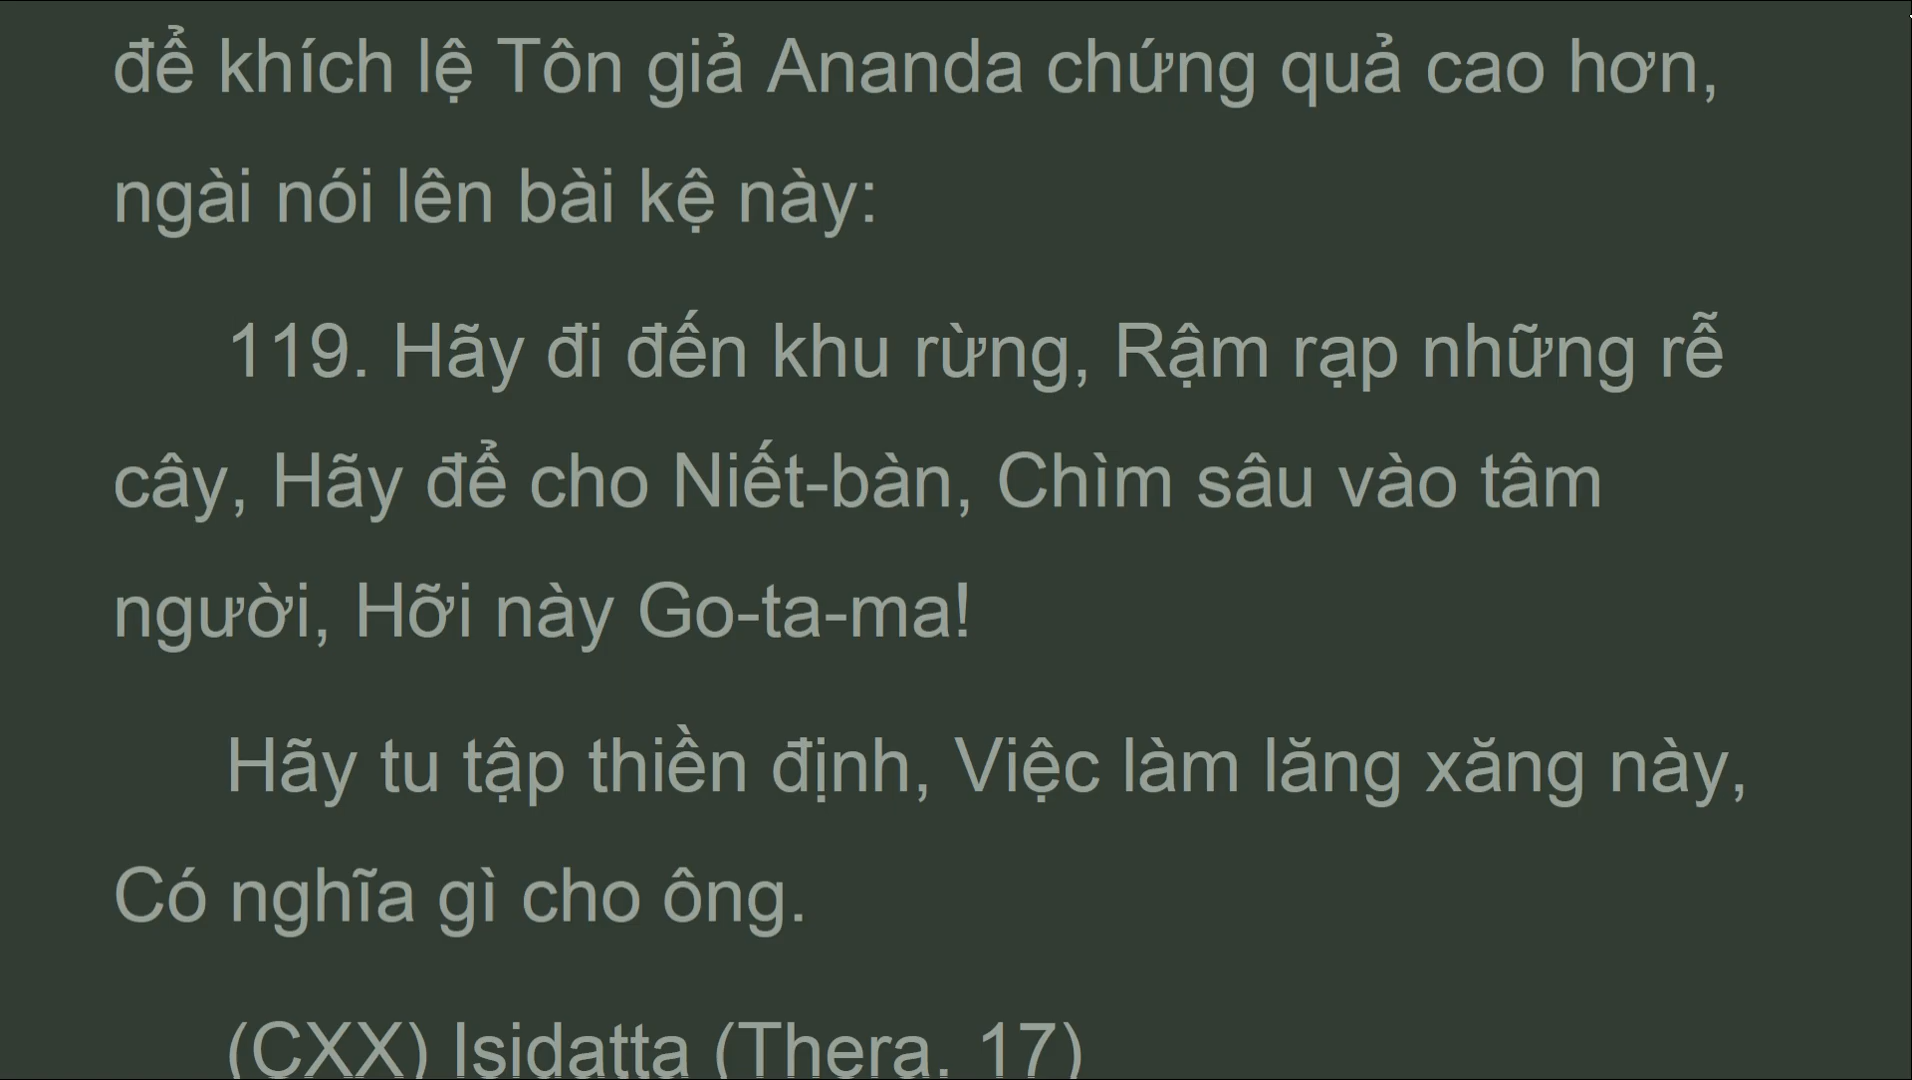 để khích lệ Tôn giả Ananda chứng quả cao hơn,
ngài nói lên bài kệ này:
119. Hãy đi đến khu rừng, Rậm rạp những rễ
cây, Hãy để cho Niết-bàn, Chìm sâu vào tâm
người, Hỡi này Go-ta-ma!
Hãy tu tập thiền định, Việc làm lăng xăng này,
Có nghĩa gì cho ông.
(CXX) Isidatta (Thera. 17)